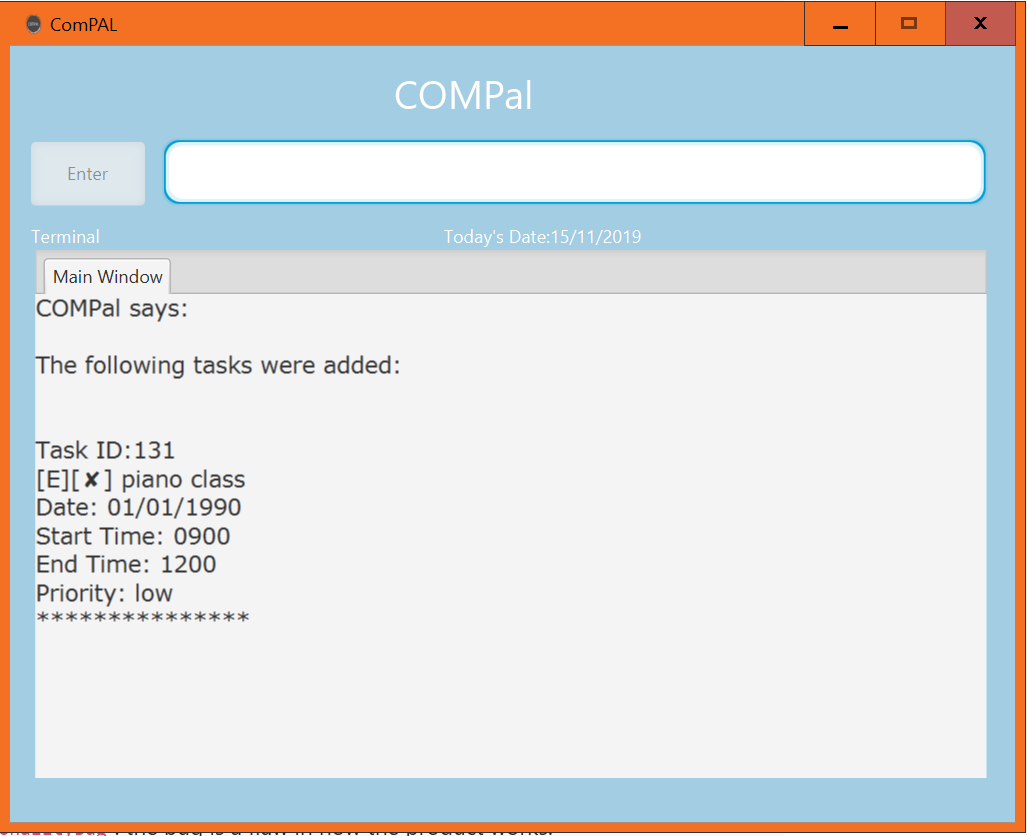 ComPAL
COMPal
Enter
Terminal
Today's Date:15/11/2019
Main Window
COMPal says:
The following tasks were added:
Task ID:131
[E][✘] piano class
Date: 01/01/1990
Start Time: 0900
End Time: 1200
Priority: low
***************
the bug is a flaw in how the product works.